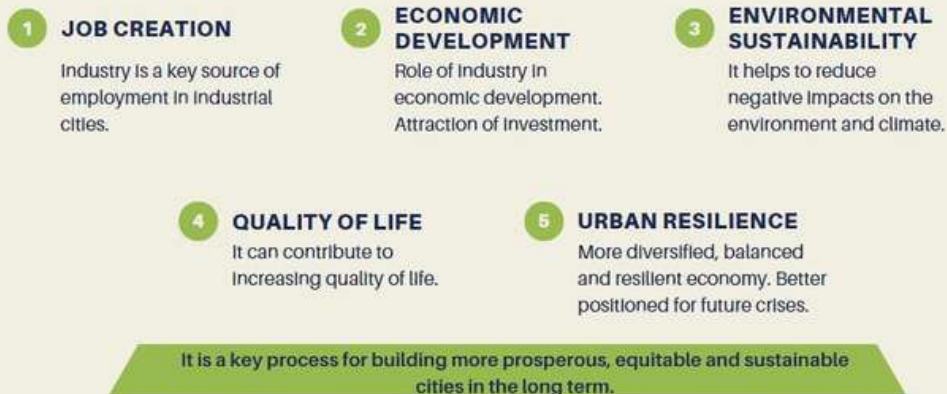 1 JOB CREATION
Industry is a key source of
employment in industrial
cities.
2 ECONOMIC
DEVELOPMENT
Role of industry in
economic development.
Attraction of investment.
3 ENVIRONMENTAL
SUSTAINABILITY
It helps to reduce
negative impacts on the
environment and climate.
4 QUALITY OF LIFE
It can contribute to
increasing quality of life.
5 URBAN RESILIENCE
More diversified, balanced
and resilient economy. Better
positioned for future crises.
It is a key process for building more prosperous, equitable and sustainable
cities in the long term.